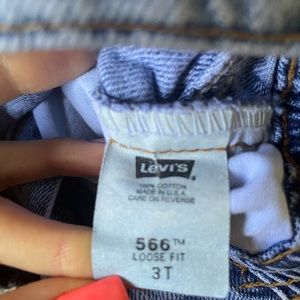 Levi's
100% COTTON
MADE IN U.S.A.
CARE ON REVERSE
566™
LOOSE FIT
3T